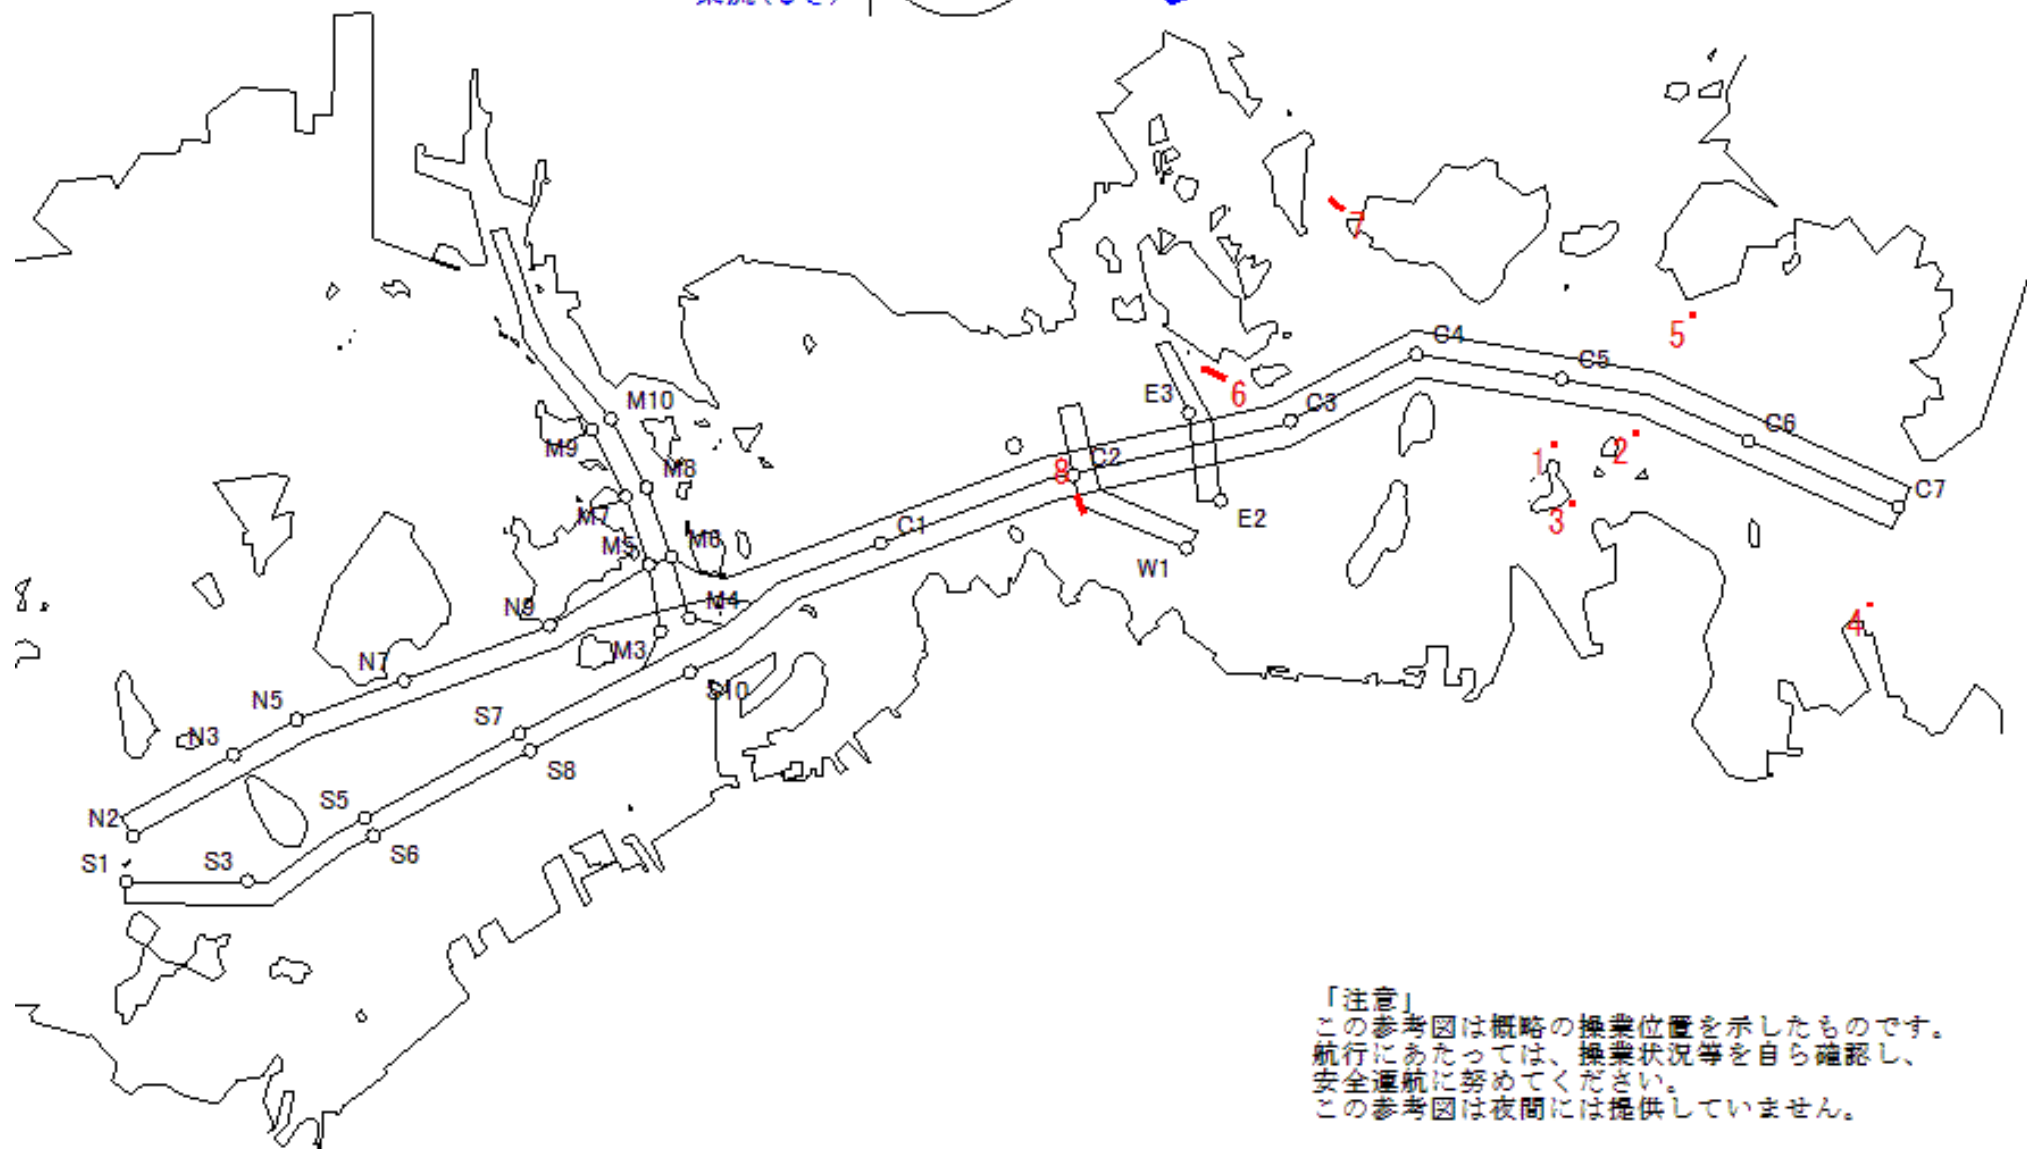 7
C4
5
C5
M10
E3
6
C3
C6
M9
M8
8
C2
1
2
C7
M7
C1
E2
3
M5
M6
W1
N9
M4
4
M3
N7
S10
N5
S7
N3
S8
S5
N2
S6
S1
S3
「注意」
この参考図は概略の操業位置を示したものです。
航行にあたっては、操業状況等を自ら確認し、
安全運航に努めてください。
この参考図は夜間には提供していません。